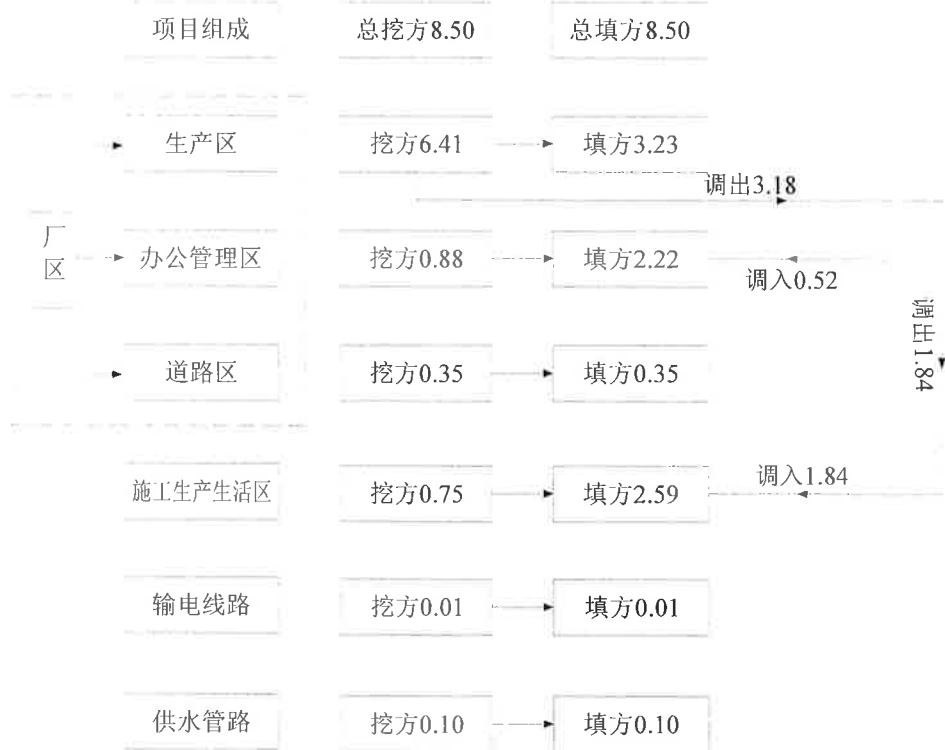 项目组成 总挖方8.50 总填方8.50
生产区 挖方6.41 填方3.23
调出3.18
厂区
办公管理区 挖方0.88 填方2.22
调入0.52
调出1.84
道路区 挖方0.35 填方0.35
施工生产生活区 挖方0.75 填方2.59
调入1.84
输电线路 挖方0.01 填方0.01
供水管路 挖方0.10 填方0.10